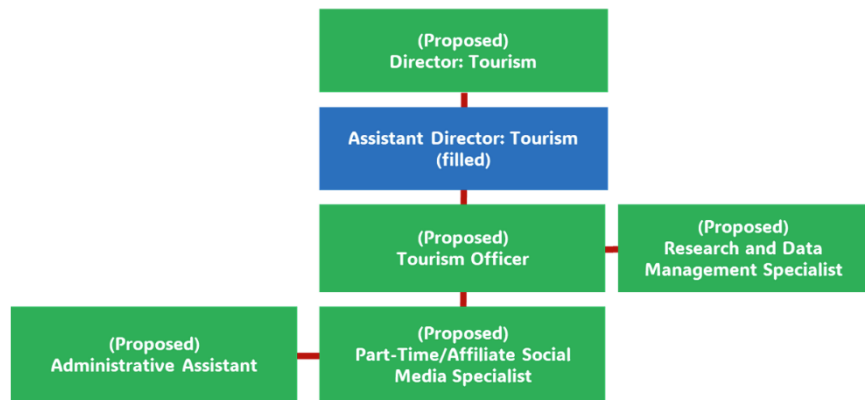 (Proposed)
Director: Tourism
Assistant Director: Tourism
(filled)
(Proposed)
Tourism Officer
(Proposed)
Research and Data
Management Specialist
(Proposed)
Administrative Assistant
(Proposed)
Part-Time/Affiliate Social
Media Specialist